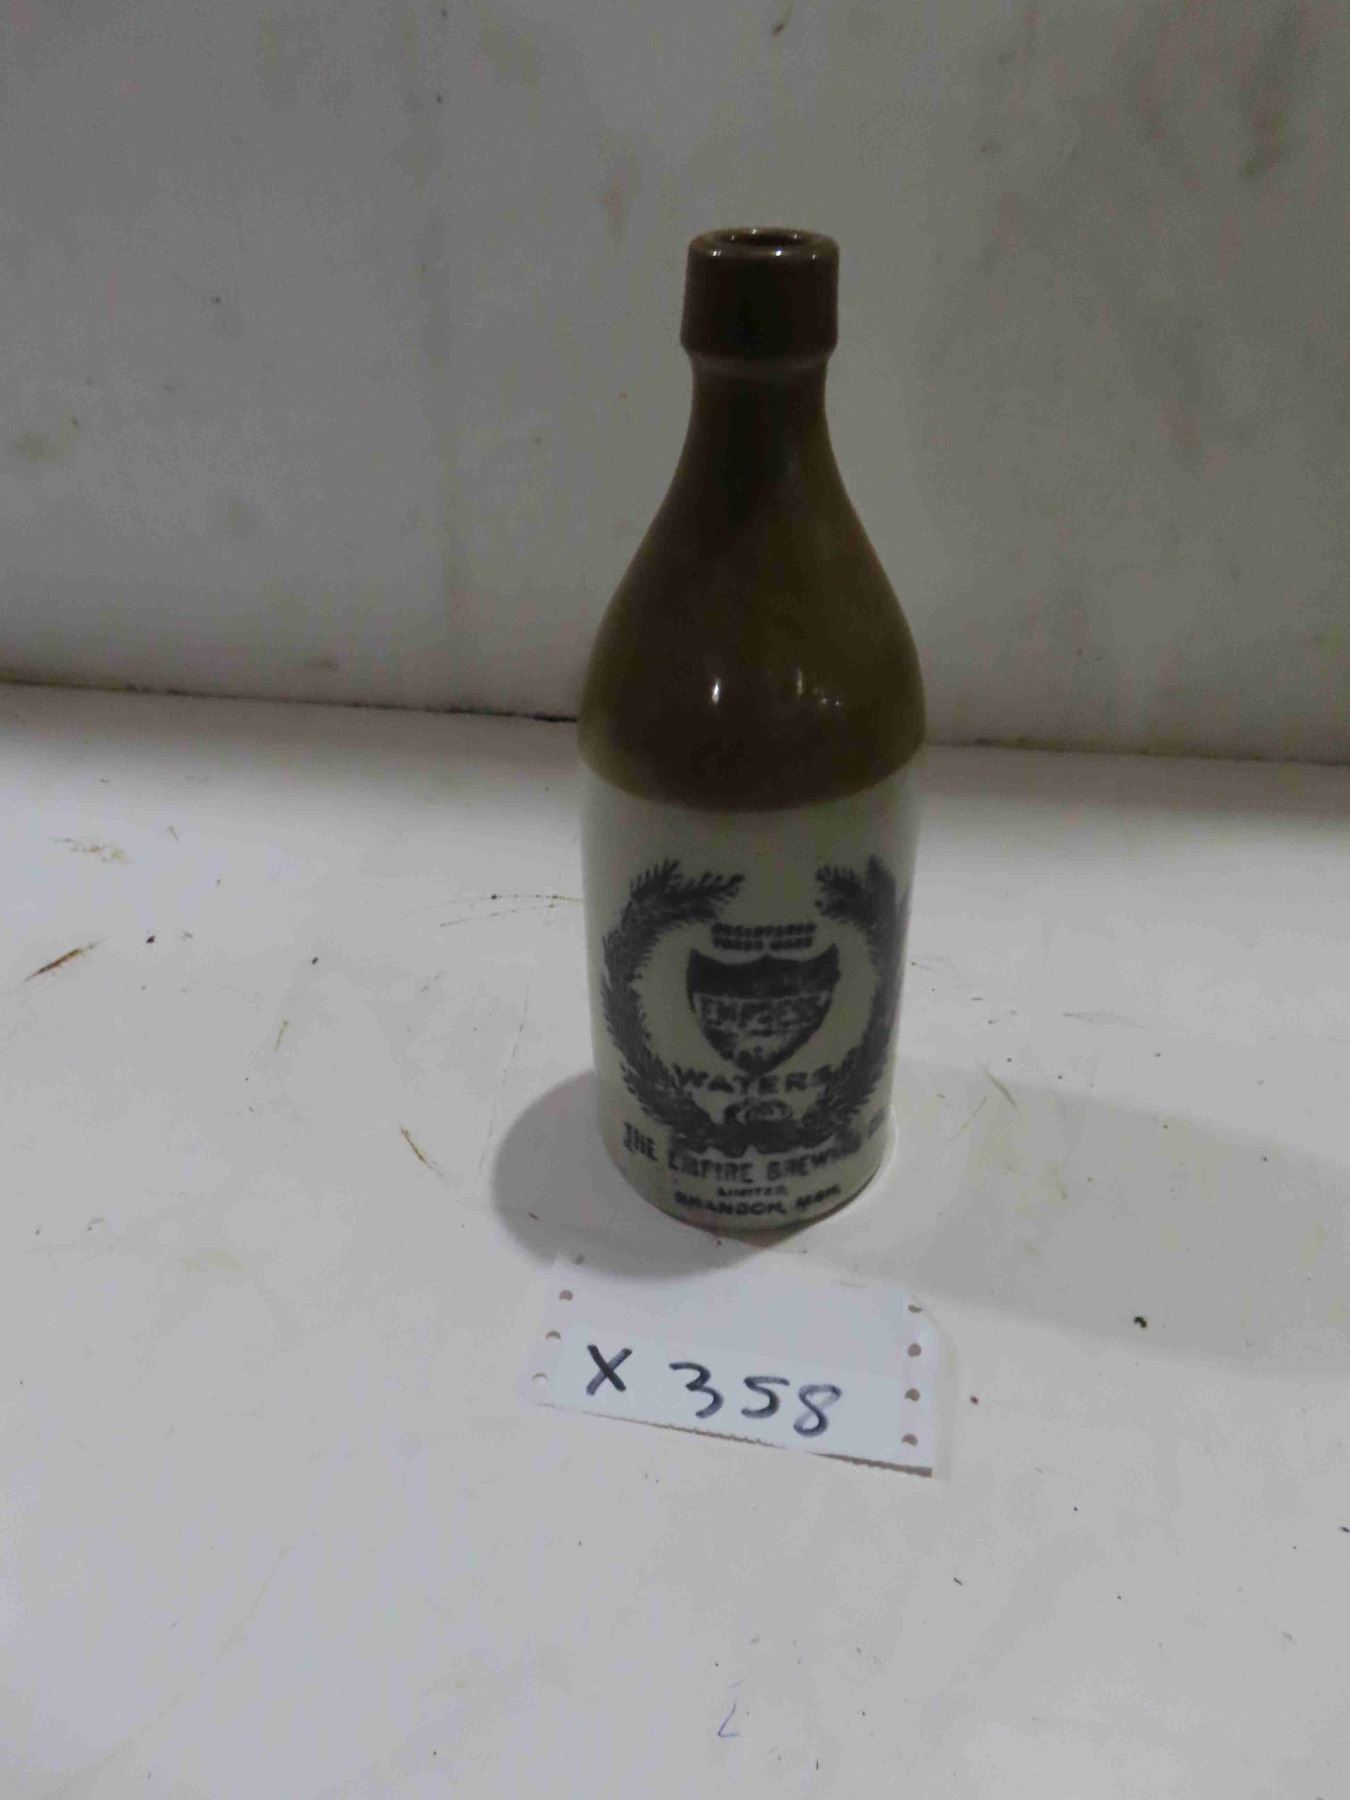 REGISTERED
TRADE MARK
EMPRESS
WATERS
THE EMPIRE BREWING CO.
LIMITED
BRANDON, MAN.
X 358